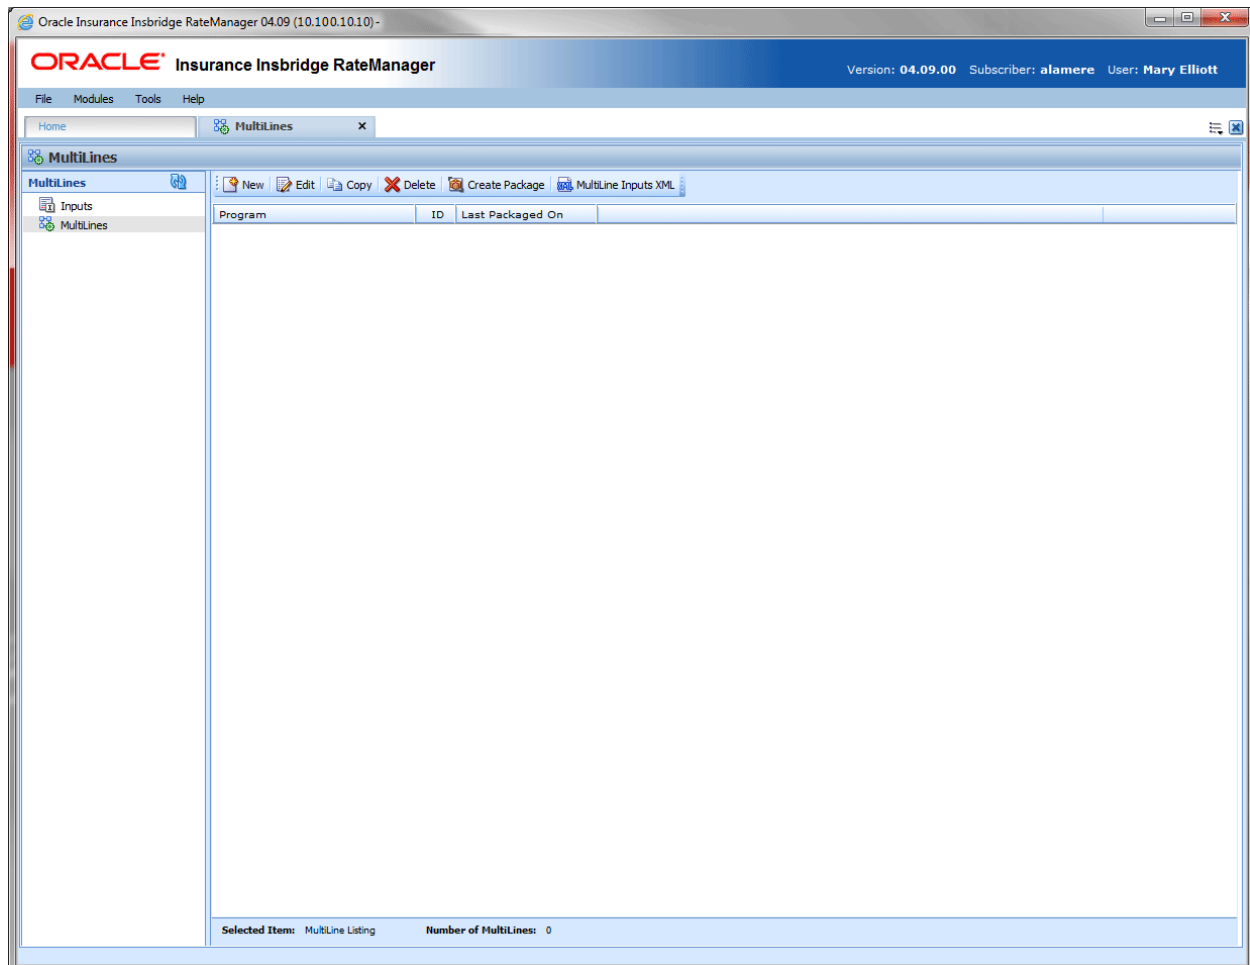 Oracle Insurance Insbridge RateManager 04.09 (10.100.10.10) -
ORACLE Insurance Insbridge RateManager
Version: 04.09.00 Subscriber: alamere User: Mary Elliott
File Modules Tools Help
Home MultiLines
MultiLines
MultiLines
Inputs
MultiLines
New Edit Copy Delete Create Package MultiLine Inputs XML
Program ID Last Packaged On
Selected Item: MultiLine Listing Number of MultiLines: 0